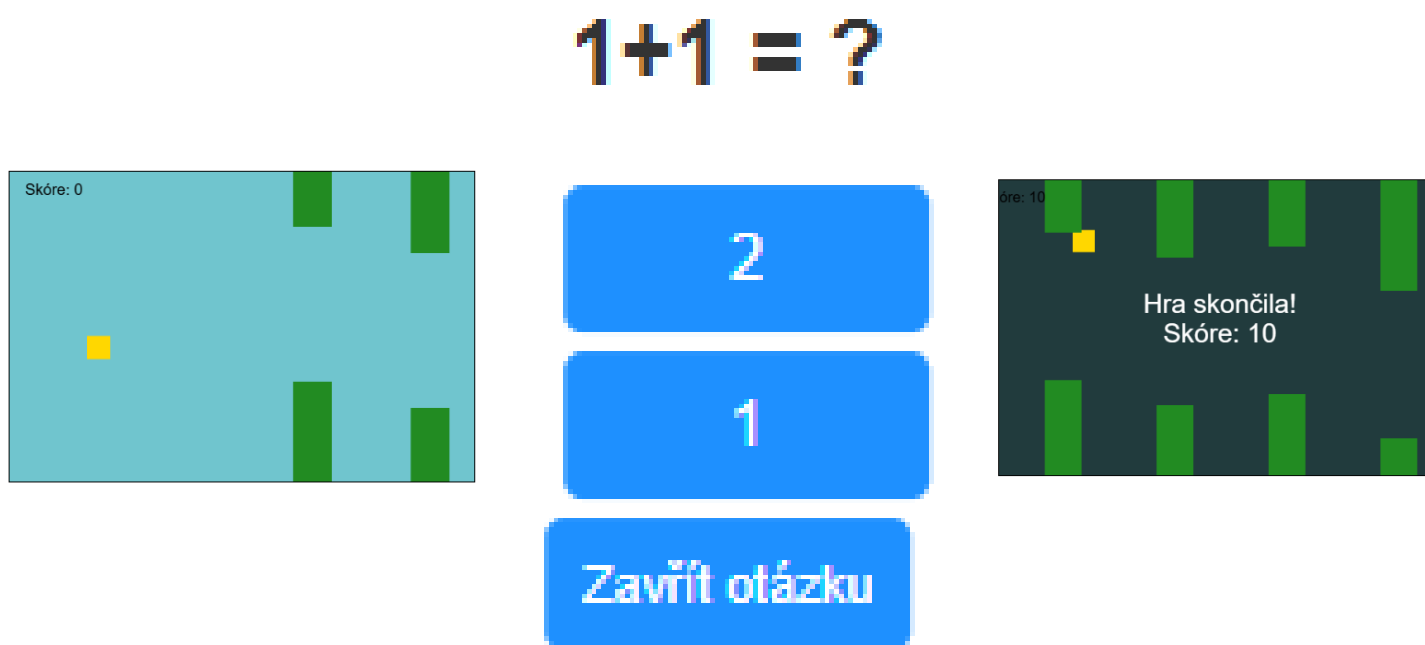 1+1 = ?
Skóre: 0
2
1
Zavřít otázku
óre: 10
Hra skončila!
Skóre: 10